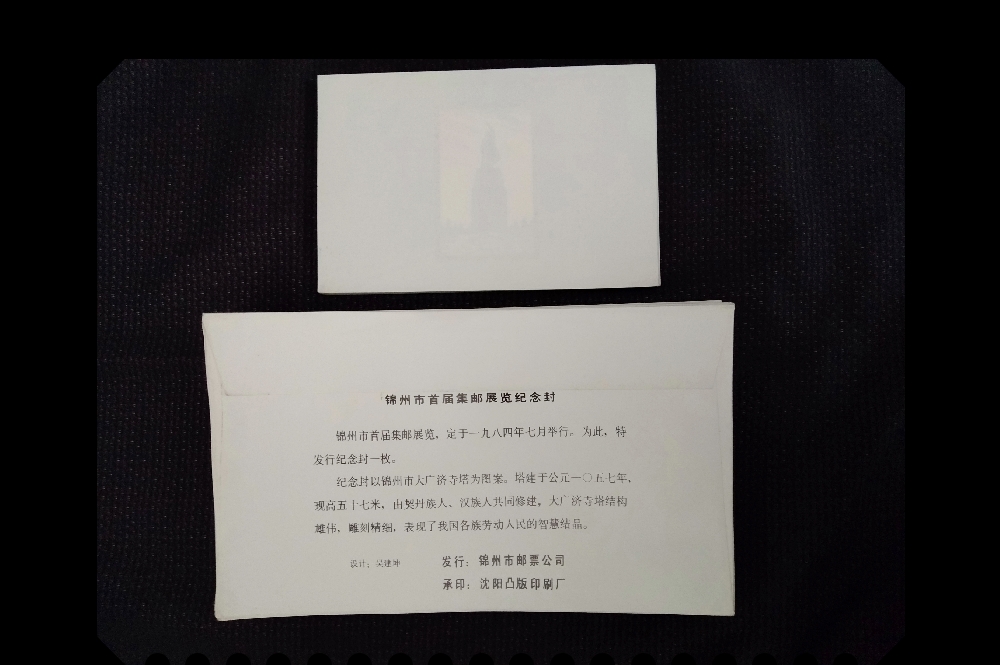 锦州市首届集邮展览纪念封
锦州市首届集邮展览，定于一九八四年七月举行。为此，特
发行纪念封一枚。
纪念封以锦州市大广济寺塔为图案。塔建于公元一〇五七年，
现高五十七米，由契丹族人、汉族人共同修建，大广济寺塔结构
雄伟，雕刻精细，表现了我国各族劳动人民的智慧结晶。
设计：吴建坤
发行：锦州市邮票公司
承印：沈阳凸版印刷厂